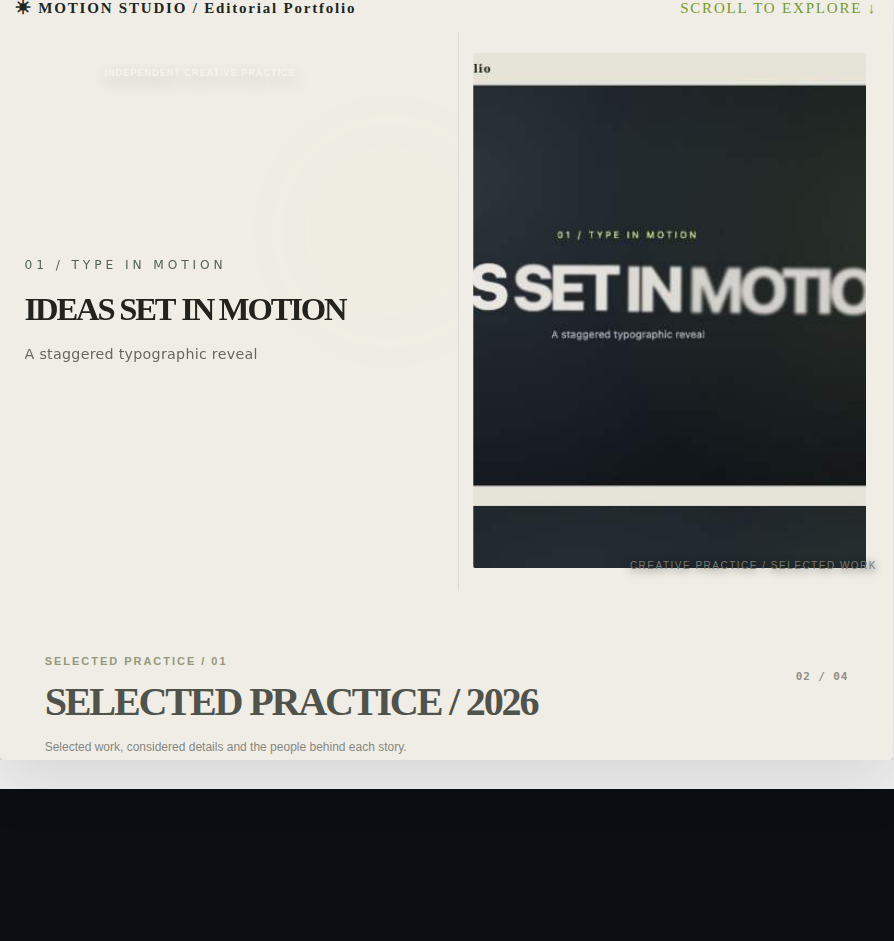 ☀ MOTION STUDIO / Editorial Portfolio
SCROLL TO EXPLORE ↓
INDEPENDENT CREATIVE PRACTICE
01 / TYPE IN MOTION
IDEAS SET IN MOTION
A staggered typographic reveal
lio
01 / TYPE IN MOTION
S SET IN MOTIO
A staggered typographic reveal
CREATIVE PRACTICE / SELECTED WORK
SELECTED PRACTICE / 01
02 / 04
SELECTED PRACTICE / 2026
Selected work, considered details and the people behind each story.